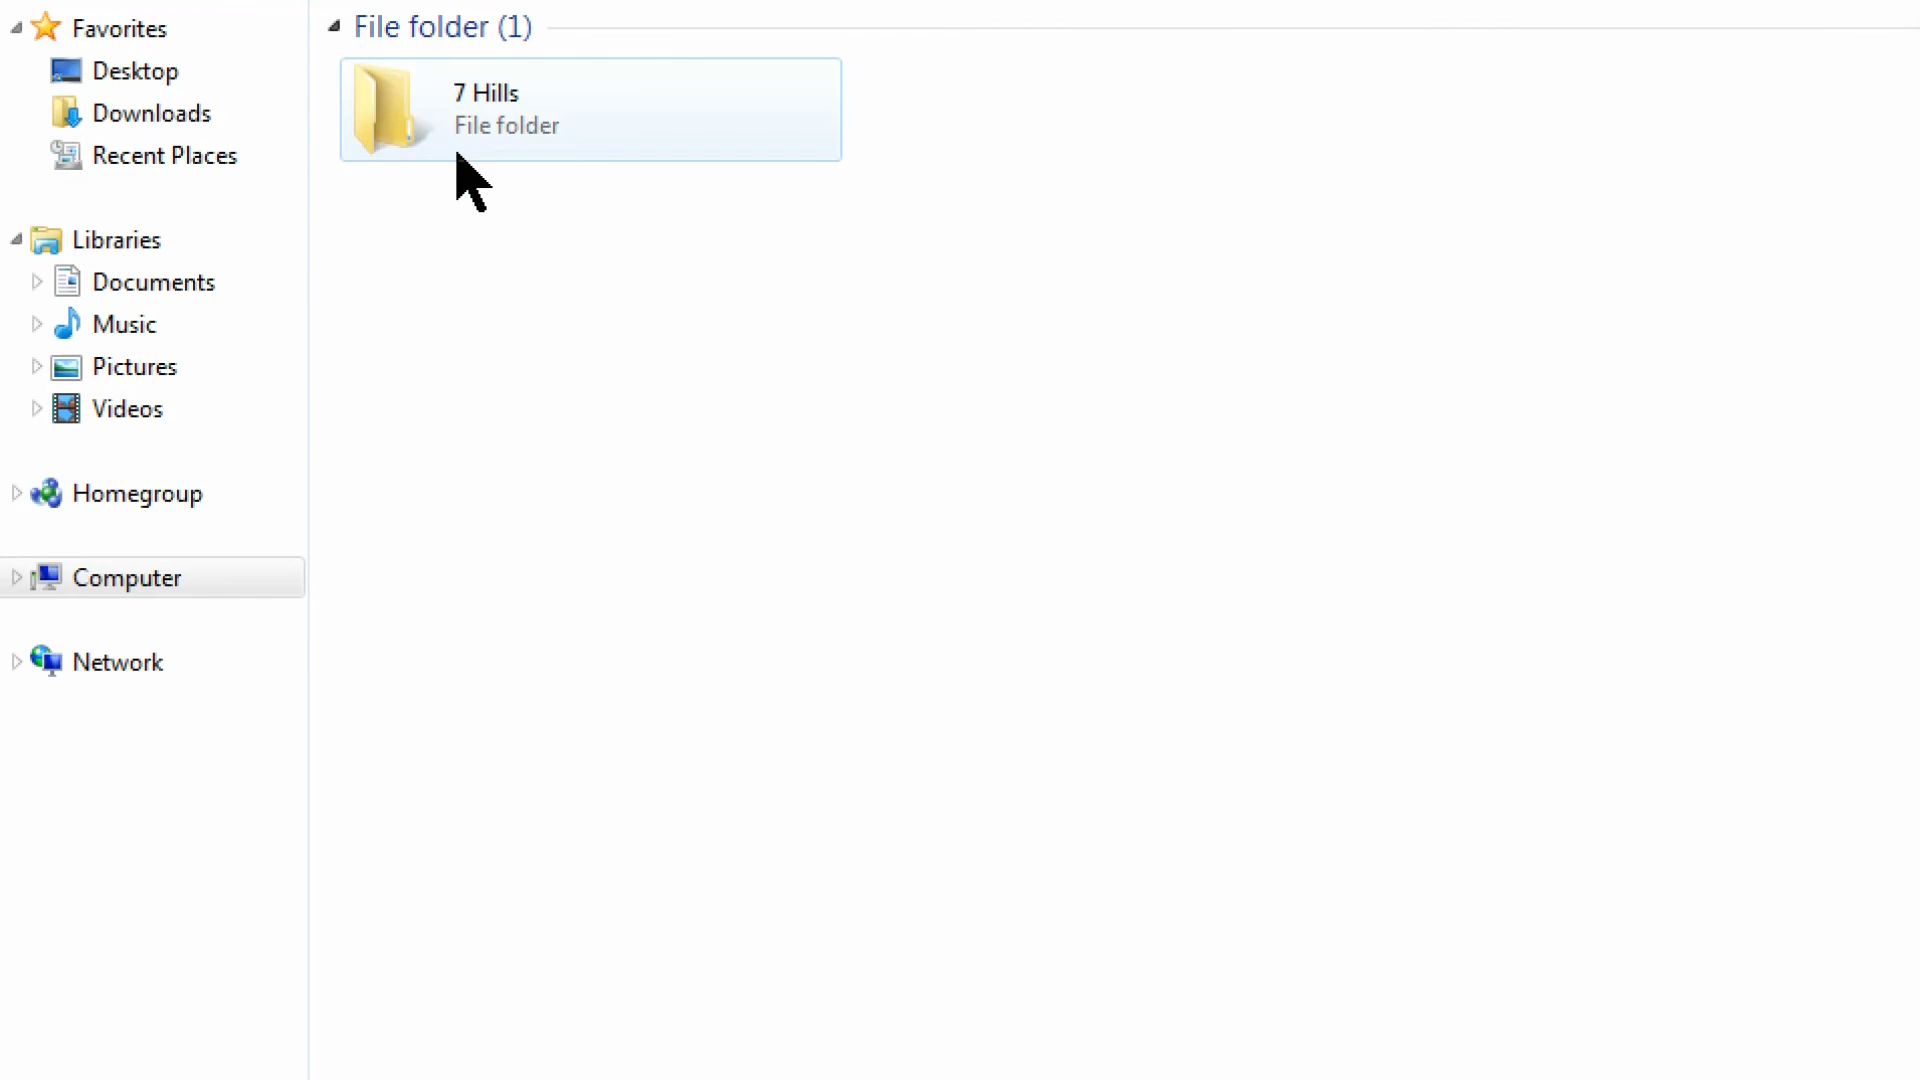 Favorites
Desktop
Downloads
Recent Places
Libraries
Documents
Music
Pictures
Videos
Homegroup
Computer
Network
File folder (1)
7 Hills
File folder